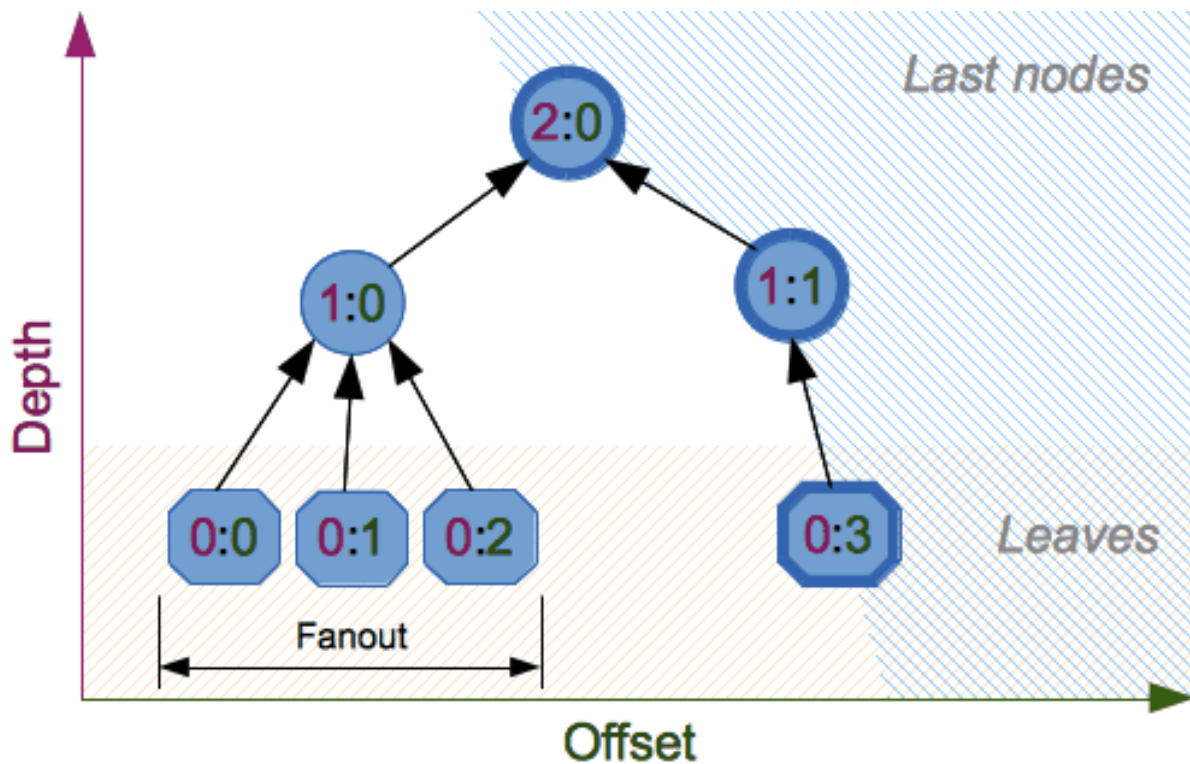 Last nodes
2:0
1:0
1:1
Depth
0:0 0:1 0:2 0:3
Leaves
Fanout
Offset